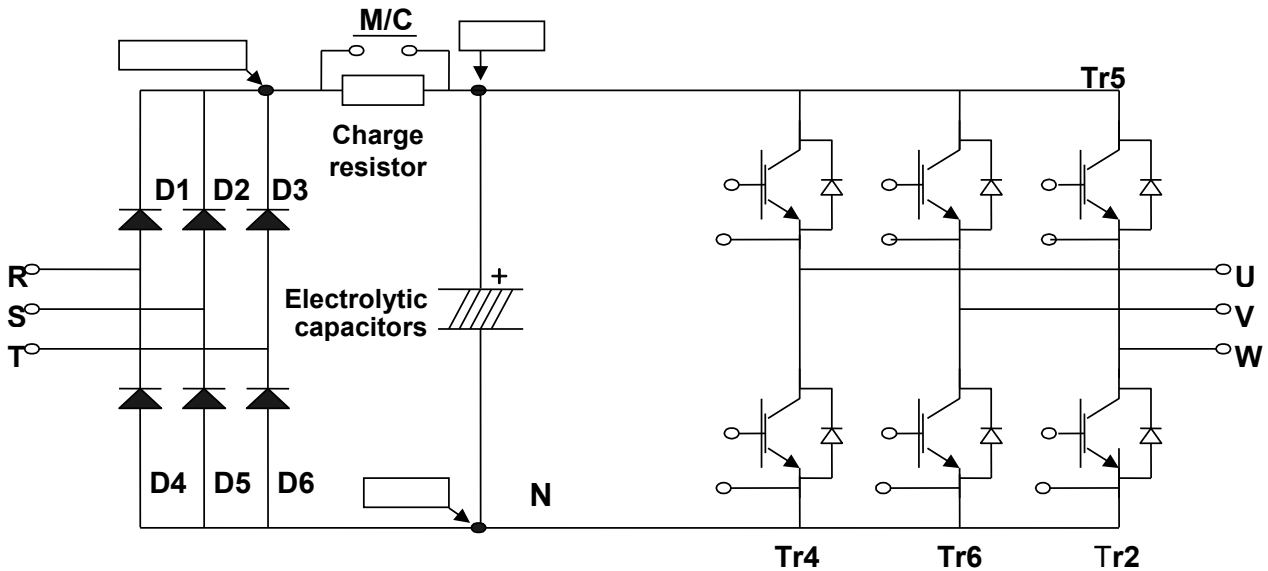 M/C
Tr5
Charge
resistor
D1 D2 D3
R
+
U
Electrolytic
capacitors
S
V
T
W
D4 D5 D6
N
Tr4 Tr6 Tr2